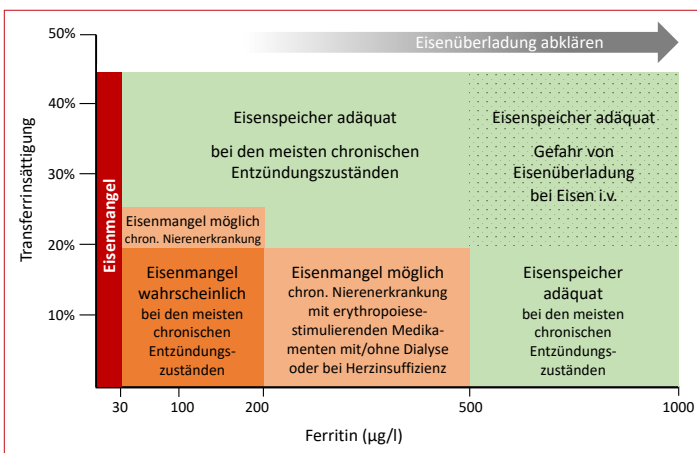 50%
40%
30%
20%
10%
Transferrinsättigung
Eisenüberladung abklären
Eisenmangel
Eisenspeicher adäquat
bei den meisten chronischen
Entzündungszuständen
Eisenspeicher adäquat
Gefahr von
Eisenüberladung
bei Eisen i.v.
Eisenmangel möglich
chron. Nierenerkrankung
Eisenmangel
wahrscheinlich
bei den meisten
chronischen
Entzündungs-
zuständen
Eisenmangel möglich
chron. Nierenerkrankung
mit erythropoiese-
stimulierenden Medika-
menten mit/ohne Dialyse
oder bei Herzinsuffizienz
Eisenspeicher
adäquat
bei den meisten
chronischen
Entzündungs-
zuständen
30
100
200
500
1000
Ferritin (µg/l)